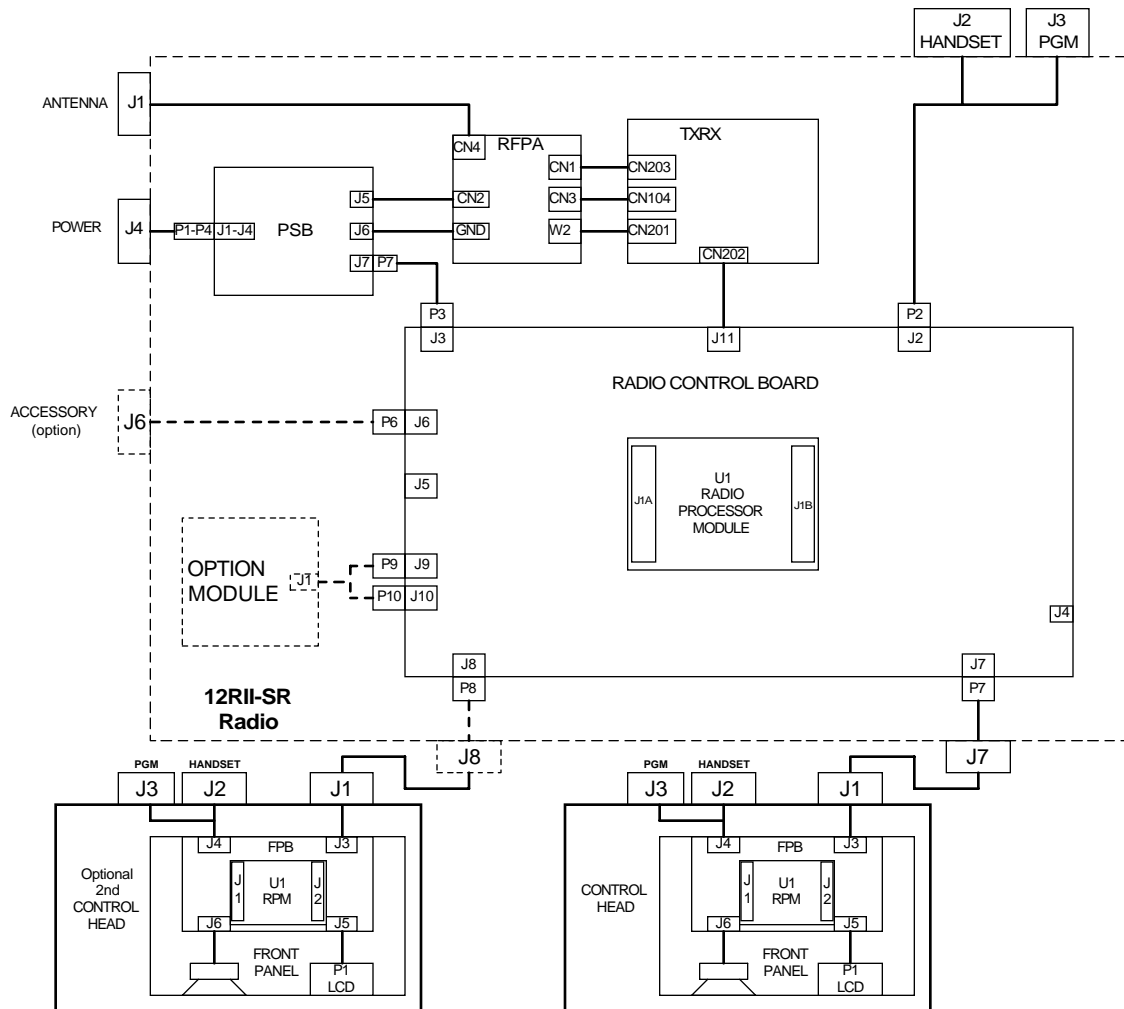 J2
HANDSET
J3
PGM
ANTENNA
J1
CN4
RFPA
TXRX
CN1
CN203
J5
CN2
CN3
CN104
POWER
J4
P1-P4
J1-J4
PSB
J6
GND
W2
CN201
J7
P7
CN202
P3
J3
J11
P2
J2
RADIO CONTROL BOARD
ACCESSORY
(option)
J6
P6
J6
J5
J1A
U1
RADIO
PROCESSOR
MODULE
J1B
OPTION
MODULE
J1
P9
J9
P10
J10
J4
J8
P8
J7
P7
12RII-SR
Radio
J8
J7
PGM
HANDSET
J3
J2
J1
PGM
HANDSET
J3
J2
J1
Optional
2nd
CONTROL
HEAD
J4
FPB
J3
J1
U1
RPM
J2
J6
J5
FRONT
PANEL
P1
LCD
CONTROL
HEAD
J4
FPB
J3
J1
U1
RPM
J2
J6
J5
FRONT
PANEL
P1
LCD